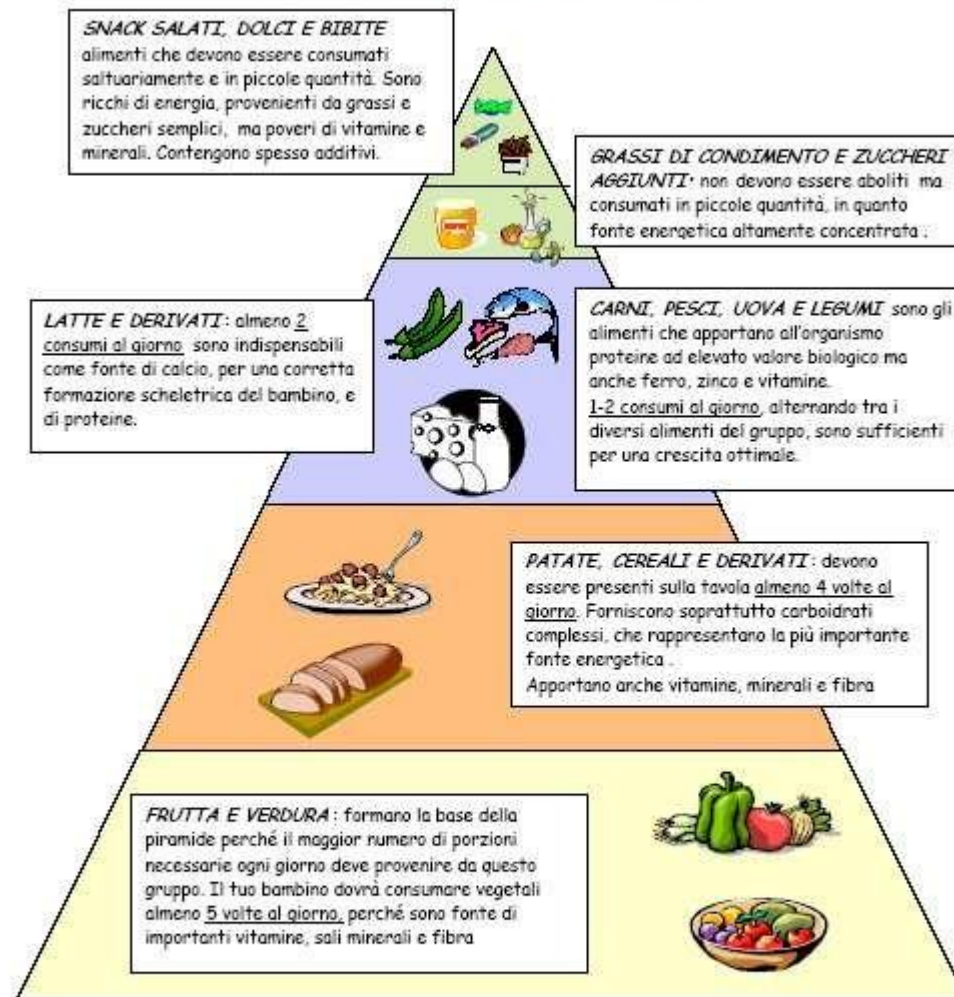 SNACK SALATI, DOLCI E BIBITE
alimenti che devono essere consumati
saltuariamente e in piccole quantità. Sono
ricchi di energia, provenienti da grassi e
zuccheri semplici, ma poveri di vitamine e
minerali. Contengono spesso additivi.
GRASSI DI CONDIMENTO E ZUCCHERI
AGGIUNTI: non devono essere aboliti ma
consumati in piccole quantità, in quanto
fonte energetica altamente concentrata .
LATTE E DERIVATI: almeno 2
consumi al giorno sono indispensabili
come fonte di calcio, per una corretta
formazione scheletrica del bambino, e
di proteine.
CARNI, PESCI, UOVA E LEGUMI sono gli
alimenti che apportano all'organismo
proteine ad elevato valore biologico ma
anche ferro, zinco e vitamine.
1-2 consumi al giorno, alternando tra i
diversi alimenti del gruppo, sono sufficienti
per una crescita ottimale.
PATATE, CEREALI E DERIVATI: devono
essere presenti sulla tavola almeno 4 volte al
giorno. Forniscono soprattutto carboidrati
complessi, che rappresentano la più importante
fonte energetica .
Apportano anche vitamine, minerali e fibra
FRUTTA E VERDURA: formano la base della
piramide perché il maggior numero di porzioni
necessarie ogni giorno deve provenire da questo
gruppo. Il tuo bambino dovrà consumare vegetali
almeno 5 volte al giorno, perché sono fonte di
importanti vitamine, sali minerali e fibra